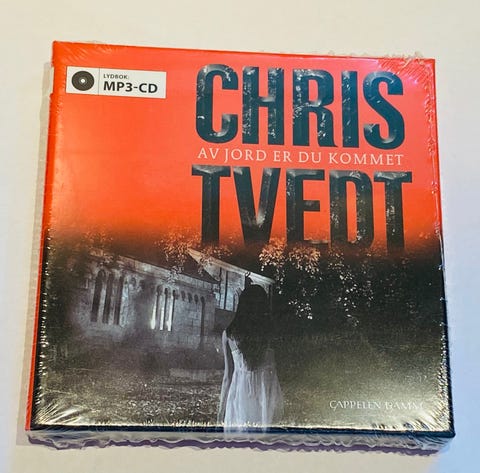 LYDBOK:
MP3-CD
CHRIS
AV JORD ER DU KOMMET
TVEDT
CAPPELEN DAMM